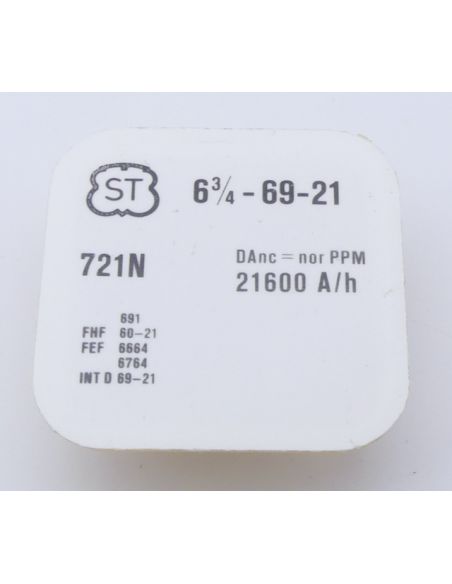 ST
6¾ - 69-21
721N
DAnc = nor PPM
21600 A/h
691
FHF 60-21
FEF 6664
6764
INT D 69-21